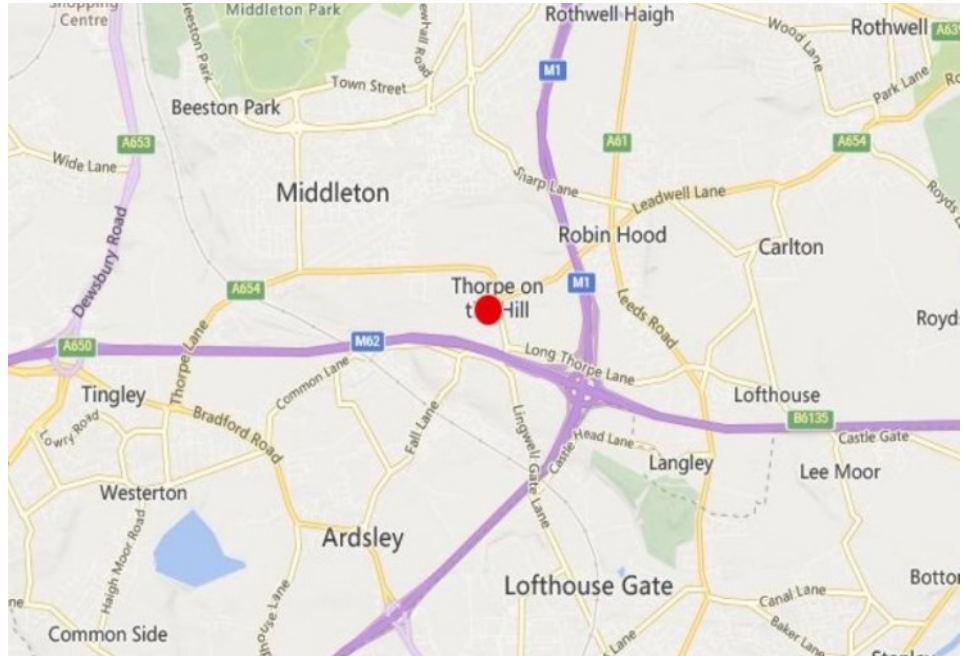 Shopping
Centre
Middleton Park
Rothwell Haigh
Rothwell
Wood Lane
Beeston Park
Town Street
Beeston Park
M1
Park Lane
A653
A61
A654
Wide Lane
Sharp Lane
Leadwell Lane
Middleton
Robin Hood
Carlton
Dewsbury Road
A654
Thorpe on
Hill
M1
Leeds Road
M62
A650
Thorpe Lane
Long Thorpe Lane
Common Lane
Tingley
Lofthouse
Bradford Road
Lowry Road
Fall Lane
Lingwell Gate Lane
B6135
Castle Gate
Castle
Head Lane
Langley
Lee Moor
Westerton
Haigh Moor Road
Ardsley
Lofthouse Gate
Canal Lane
Baker Lane
Common Side